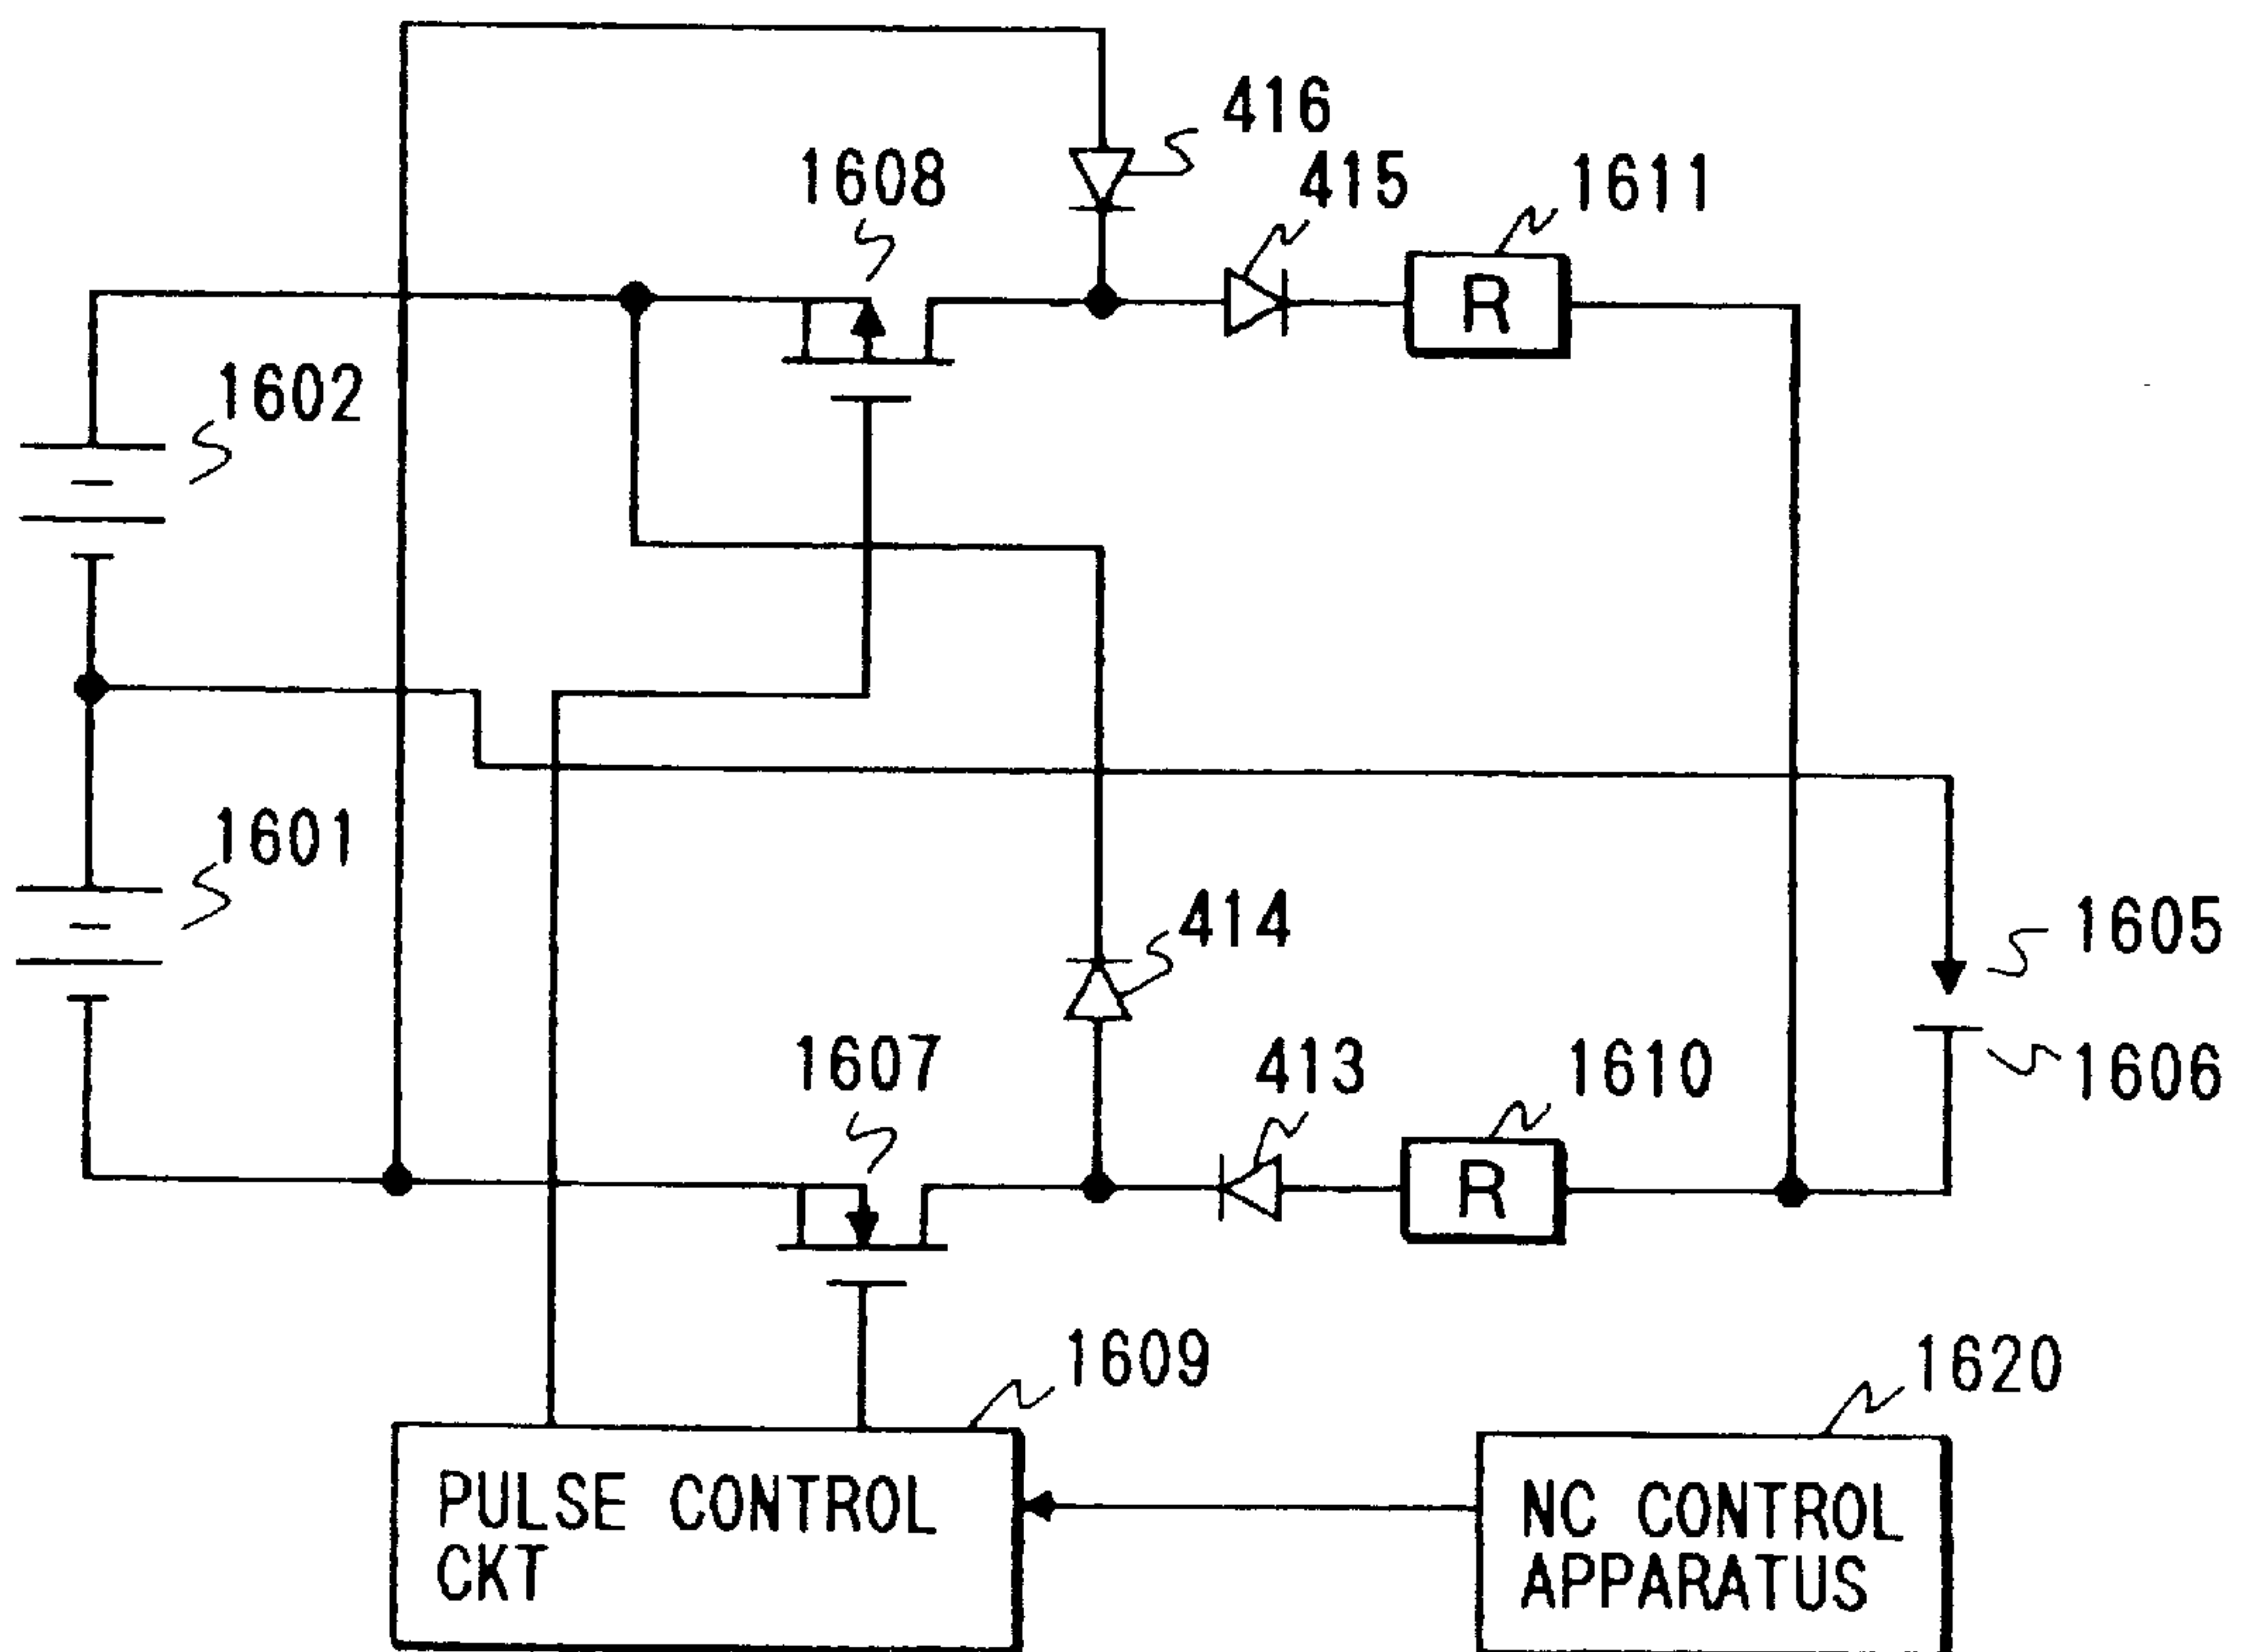 416
1608
415
1611
R
1602
1601
414
1605
1607
413
1610
1606
R
1609
1620
PULSE CONTROL
CKT
NC CONTROL
APPARATUS